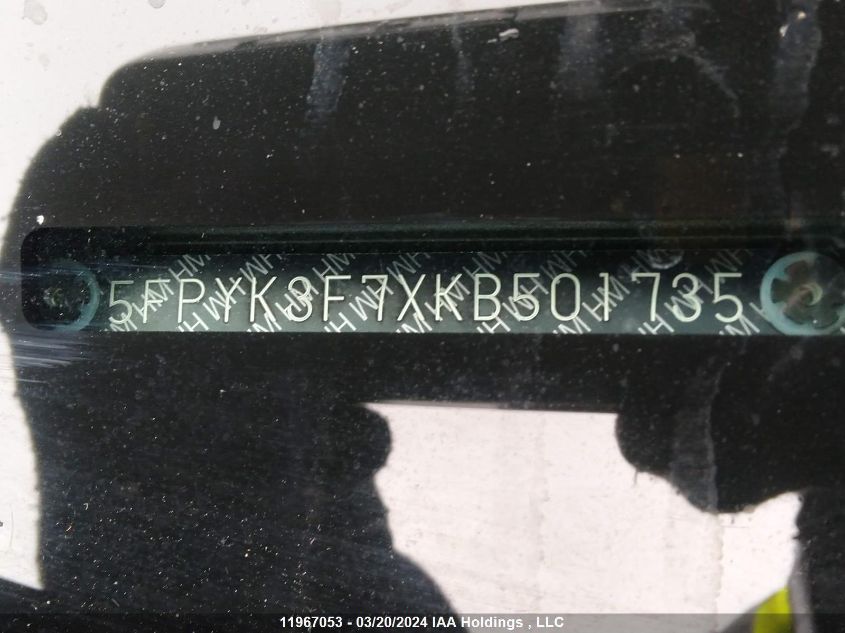 5FPYK3F7XKB501735
11967053 - 03/20/2024 IAA Holdings , LLC